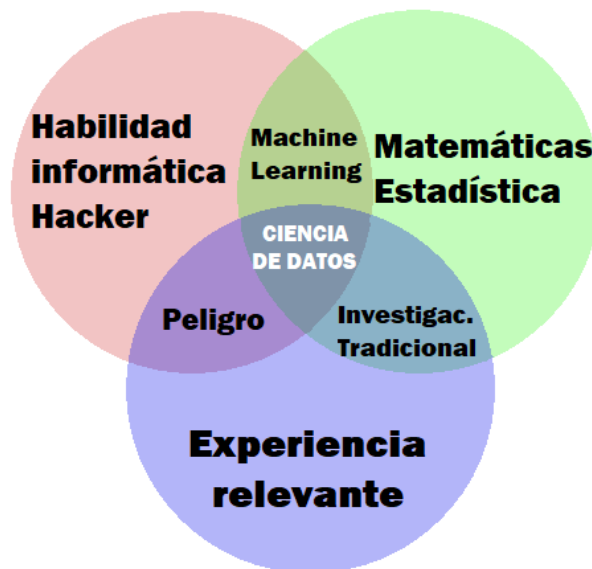 Habilidad
informática
Hacker
Machine
Learning
Matemáticas
Estadística
CIENCIA
DE DATOS
Peligro
Investigac.
Tradicional
Experiencia
relevante